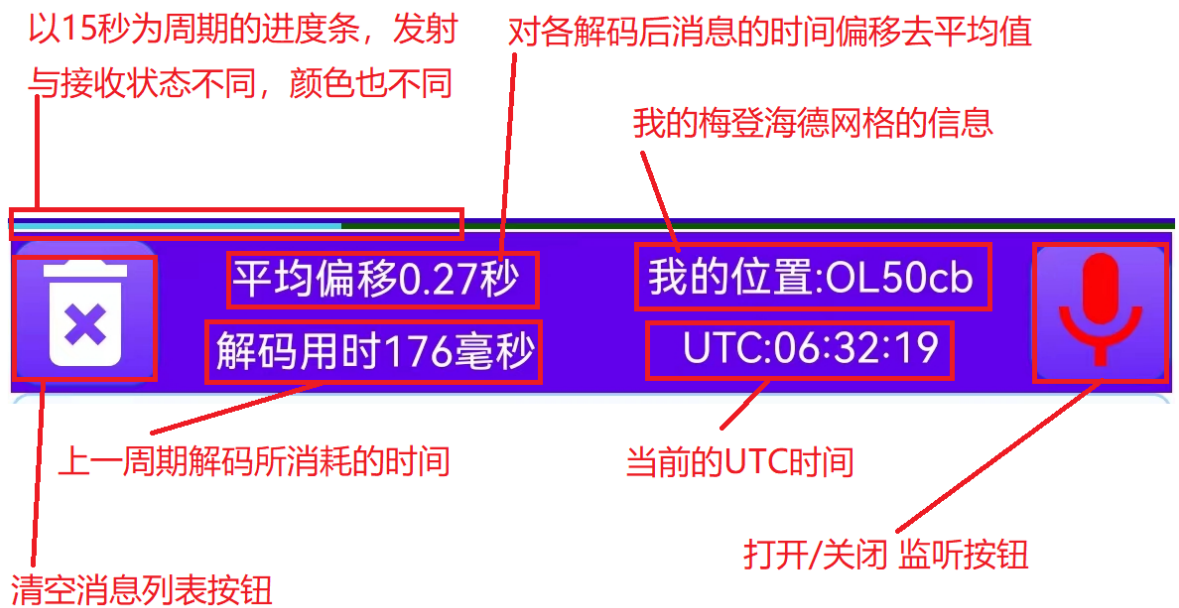 以15秒为周期的进度条，发射
与接收状态不同，颜色也不同
对各解码后消息的时间偏移去平均值
我的梅登海德网格的信息
平均偏移0.27秒
我的位置:OL50cb
解码用时176毫秒
UTC:06:32:19
上一周期解码所消耗的时间
当前的UTC时间
打开/关闭 监听按钮
清空消息列表按钮